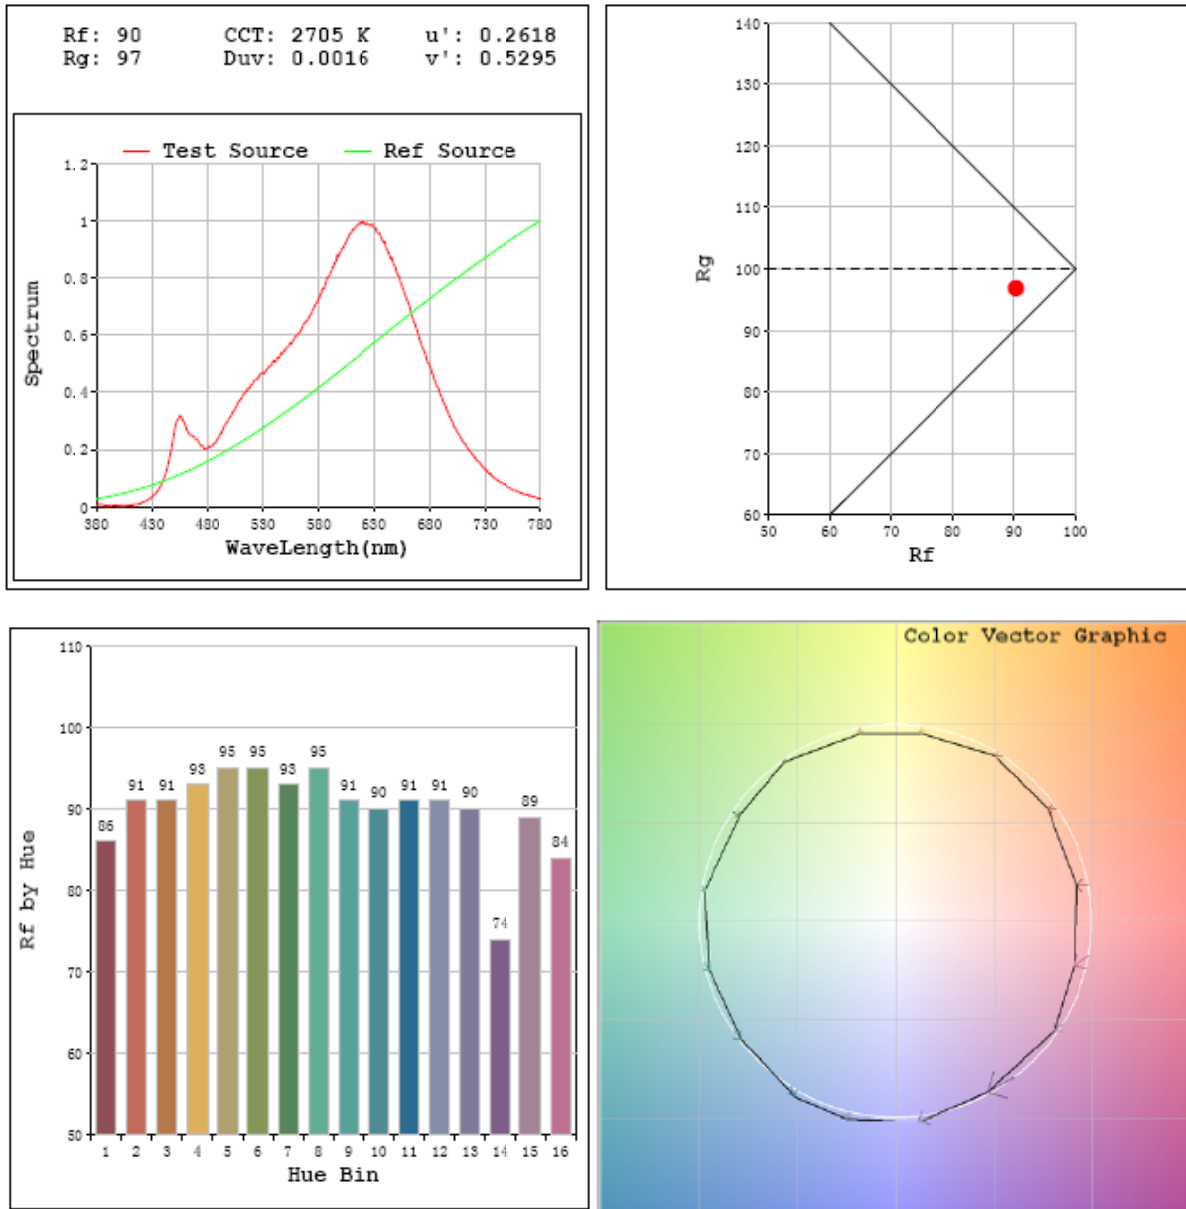 Rf: 90 CCT: 2705 K u': 0.2618
Rg: 97 Duv: 0.0016 v': 0.5295
Test Source Ref Source
1.2
1
0.8
0.6
0.4
0.2
0
Spectrum
380 430 480 530 580 630 680 730 780
WaveLength(nm)
140
130
120
110
100
90
80
70
60
Rg
50 60 70 80 90 100
Rf
110
100
90
80
70
60
50
Rf by Hue
86 91 91 93 95 95 93 95 91 90 91 91 90 74 89 84
1 2 3 4 5 6 7 8 9 10 11 12 13 14 15 16
Hue Bin
Color Vector Graphic